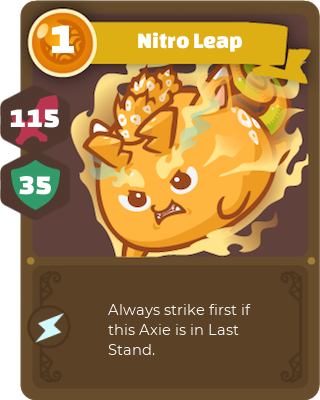 1
Nitro Leap
115
35
Always strike first if
this Axie is in Last
Stand.